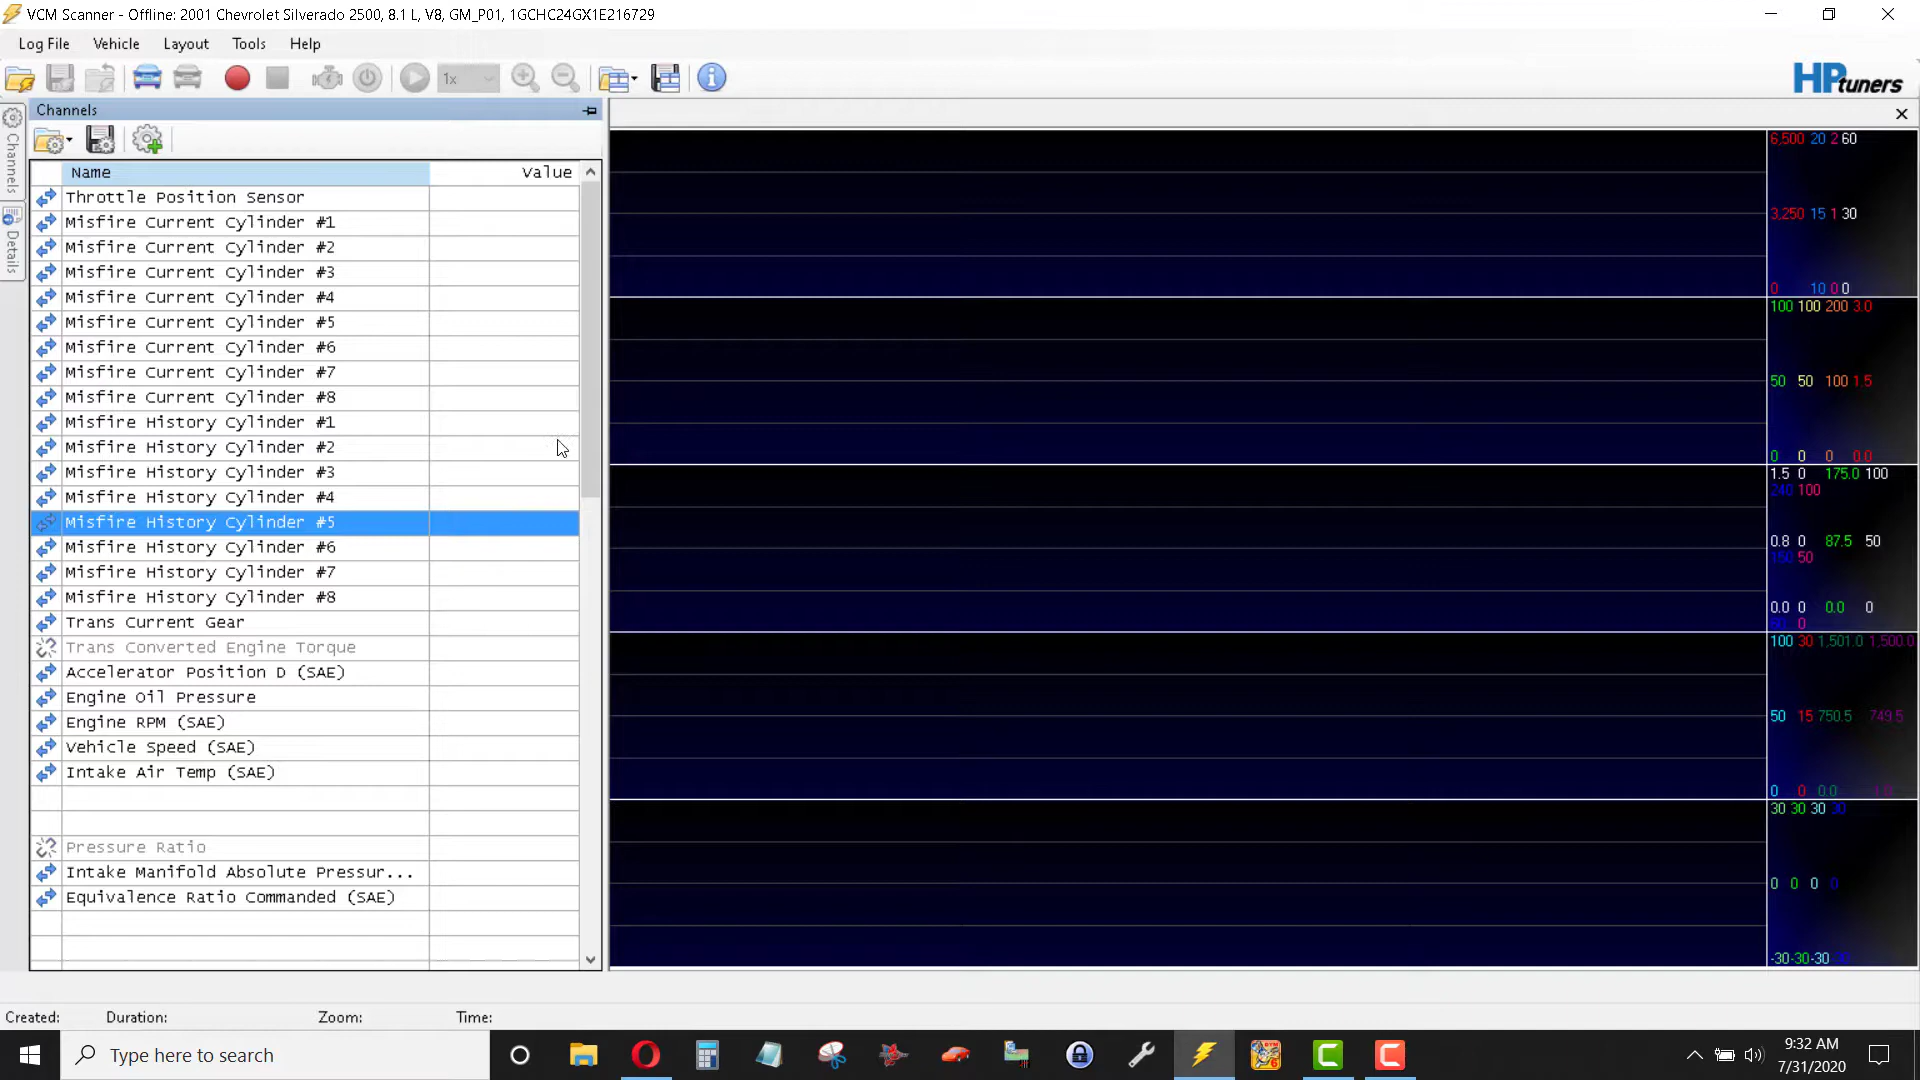 VCM Scanner - Offline: 2001 Chevrolet Silverado 2500, 8.1 L, V8, GM_P01, 1GCHC24GX1E216729
Log File Vehicle Layout Tools Help
1x
HPtuners
Channels
Channels
Details
Name Value
Throttle Position Sensor
Misfire Current Cylinder #1
Misfire Current Cylinder #2
Misfire Current Cylinder #3
Misfire Current Cylinder #4
Misfire Current Cylinder #5
Misfire Current Cylinder #6
Misfire Current Cylinder #7
Misfire Current Cylinder #8
Misfire History Cylinder #1
Misfire History Cylinder #2
Misfire History Cylinder #3
Misfire History Cylinder #4
Misfire History Cylinder #5
Misfire History Cylinder #6
Misfire History Cylinder #7
Misfire History Cylinder #8
Trans Current Gear
Trans Converted Engine Torque
Accelerator Position D (SAE)
Engine Oil Pressure
Engine RPM (SAE)
Vehicle Speed (SAE)
Intake Air Temp (SAE)
Pressure Ratio
Intake Manifold Absolute Pressur...
Equivalence Ratio Commanded (SAE)
6,500 20 2 60
3,250 15 1 30
0 10 0 0
100 100 200 3.0
50 50 100 1.5
0 0 0 0.0
1.5 0 175.0 100
240 100
0.8 0 87.5 50
150 50
0.0 0 0.0 0
60 0
100 30 1,501.0 1,500.0
50 15 750.5 749.5
0 0 0.0
30 30 30 30
0 0 0 0
-30 -30 -30
Created: Duration: Zoom: Time:
Type here to search
9:32 AM
7/31/2020